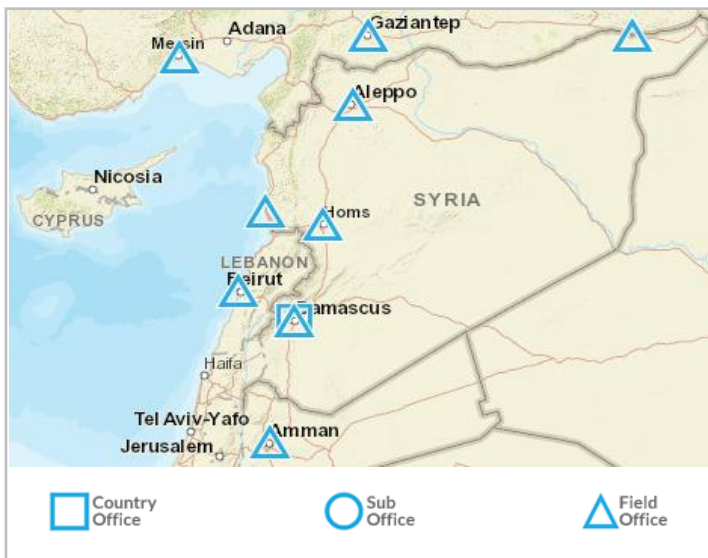 Adana
Gaziantep
Mersin
Aleppo
Nicosia
CYPRUS
SYRIA
Homs
LEBANON
Beirut
Damascus
Haifa
Tel Aviv-Yafo
Amman
Jerusalem
Country
Office
Sub
Office
Field
Office